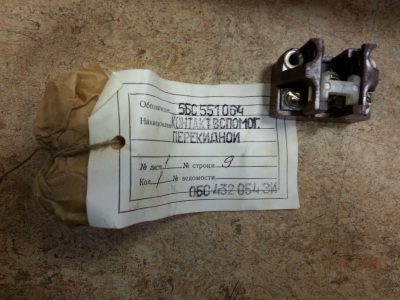 Обозначение 5БС 551 064
Наименование КОНТАКТ ВСПОМОГ.
ПЕРЕКИДНОЙ
№ лист. 1 № строки 9
Кол. 1 № ведомости
ОБС 432 054 ЗИ